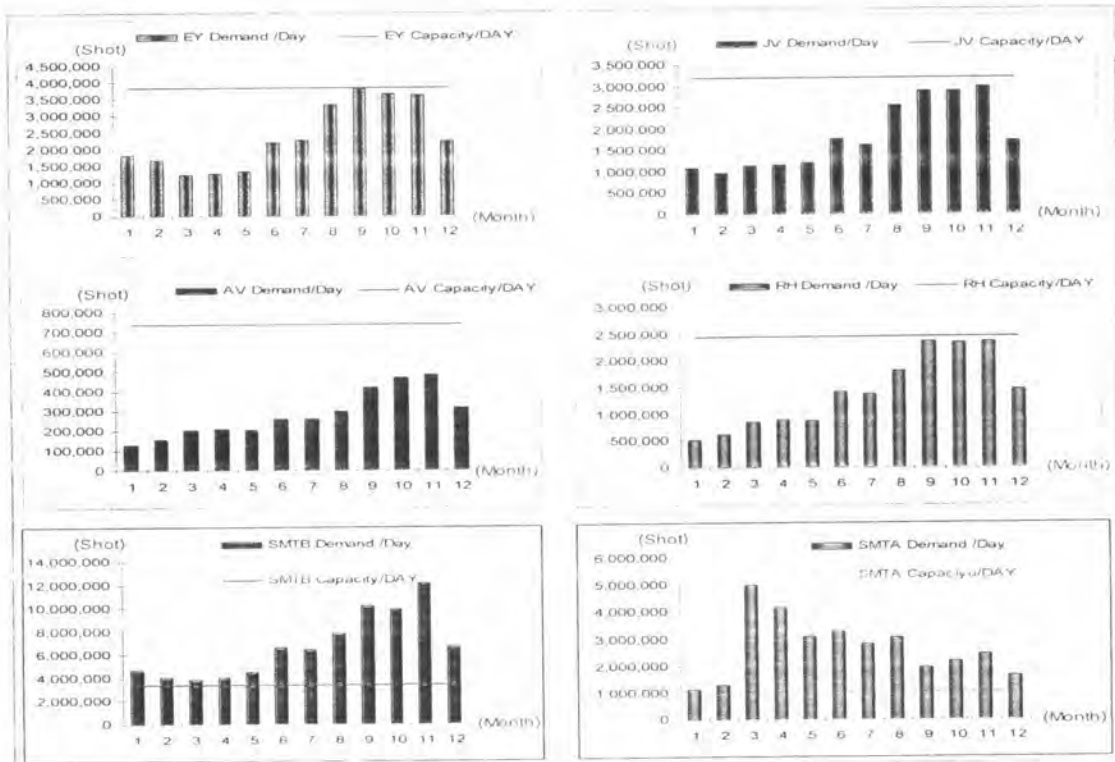 EY Demand /Day EY Capacity/DAY
(Shot)
4,500,000
4,000,000
3,500,000
3,000,000
2,500,000
2,000,000
1,500,000
1,000,000
500,000
0
1 2 3 4 5 6 7 8 9 10 11 12
(Month)
JV Demand/Day JV Capacity/DAY
(Shot)
3,500,000
3,000,000
2,500,000
2,000,000
1,500,000
1,000,000
500,000
0
1 2 3 4 5 6 7 8 9 10 11 12
(Month)
AV Demand/Day AV Capacity/DAY
(Shot)
800,000
700,000
600,000
500,000
400,000
300,000
200,000
100,000
0
1 2 3 4 5 6 7 8 9 10 11 12
(Month)
RH Demand /Day RH Capacity/DAY
(Shot)
3,000,000
2,500,000
2,000,000
1,500,000
1,000,000
500,000
0
1 2 3 4 5 6 7 8 9 10 11 12
(Month)
(Shot)
SMTB Demand /Day
SMTB Capacity/DAY
14,000,000
12,000,000
10,000,000
8,000,000
6,000,000
4,000,000
2,000,000
0
1 2 3 4 5 6 7 8 9 10 11 12
(Month)
(Shot)
SMTA Demand /Day
SMTA
6,000,000
5,000,000
4,000,000
3,000,000
2,000,000
1,000,000
0
1 2 3 4 5 6 7 8 9 10 11 12
(Month)